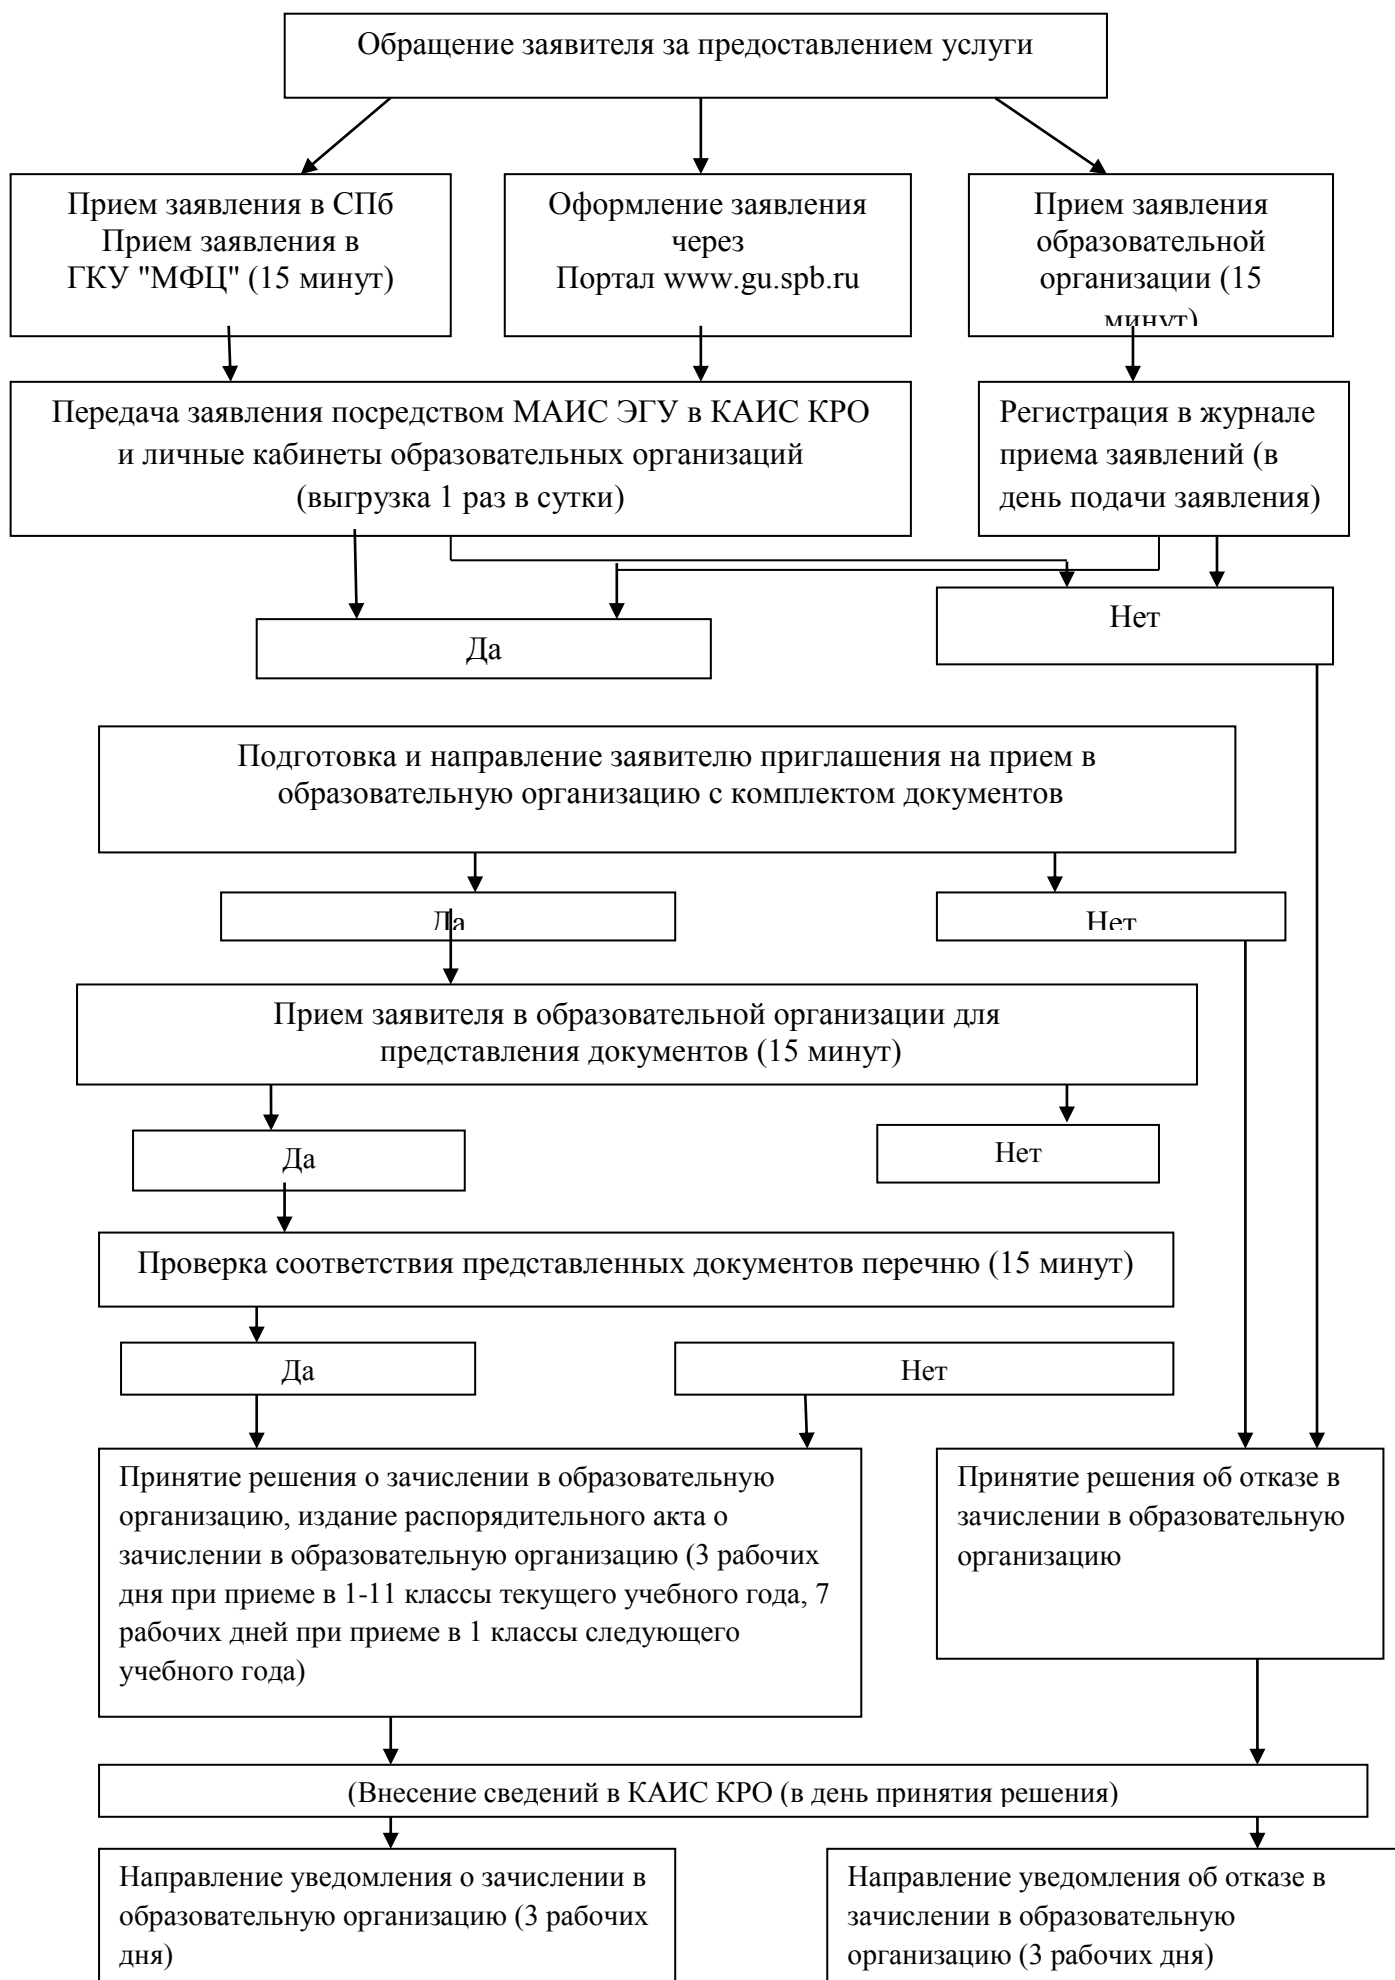 Обращение заявителя за предоставлением услуги
Прием заявления в СПб
Прием заявления в
ГКУ "МФЦ" (15 минут)
Оформление заявления
через
Портал www.gu.spb.ru
Прием заявления
образовательной
организации (15
минут)
Передача заявления посредством МАИС ЭГУ в КАИС КРО
и личные кабинеты образовательных организаций
(выгрузка 1 раз в сутки)
Регистрация в журнале
приема заявлений (в
день подачи заявления)
Нет
Да
Подготовка и направление заявителю приглашения на прием в
образовательную организацию с комплектом документов
Да
Нет
Прием заявителя в образовательной организации для
представления документов (15 минут)
Да
Нет
Проверка соответствия представленных документов перечню (15 минут)
Да
Нет
Принятие решения о зачислении в образовательную
организацию, издание распорядительного акта о
зачислении в образовательную организацию (3 рабочих
дня при приеме в 1-11 классы текущего учебного года, 7
рабочих дней при приеме в 1 классы следующего
учебного года)
Принятие решения об отказе в
зачислении в образовательную
организацию
(Внесение сведений в КАИС КРО (в день принятия решения)
Направление уведомления о зачислении в
образовательную организацию (3 рабочих
дня)
Направление уведомления об отказе в
зачислении в образовательную
организацию (3 рабочих дня)